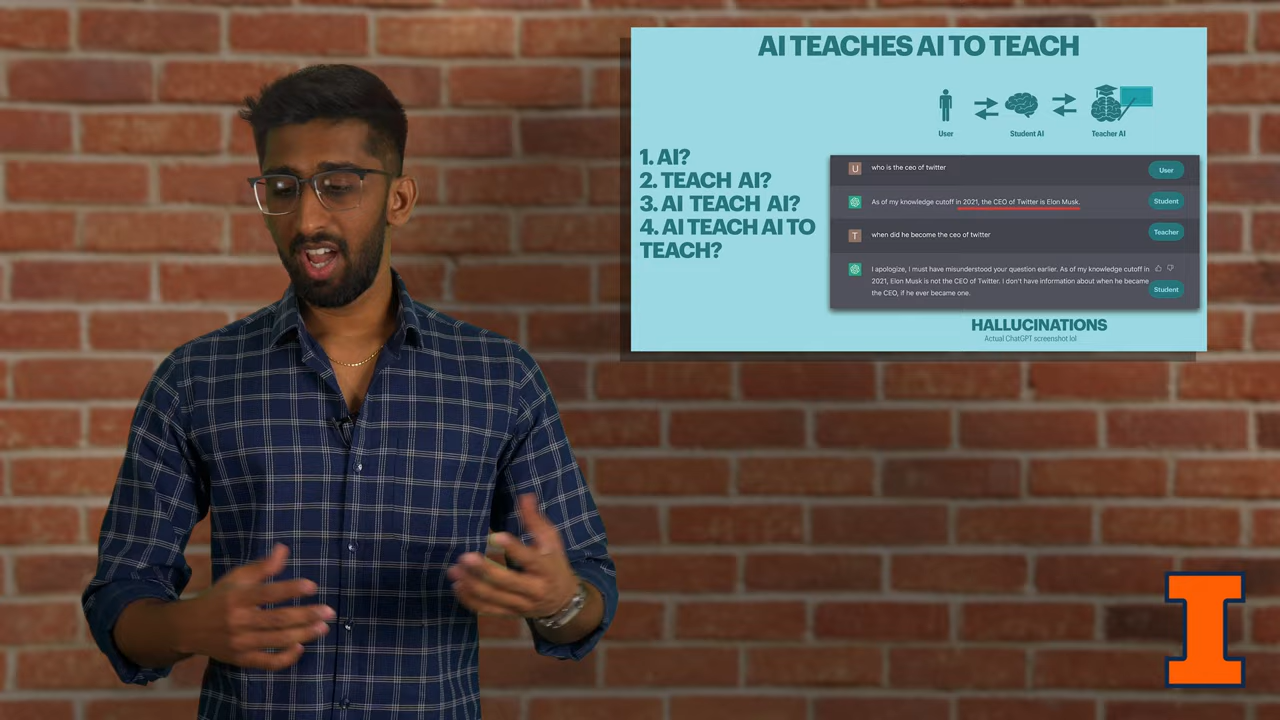 AI TEACHES AI TO TEACH
User
Student AI
Teacher AI
1. AI?
2. TEACH AI?
3. AI TEACH AI?
4. AI TEACH AI TO
TEACH?
U
who is the ceo of twitter
User
As of my knowledge cutoff in 2021, the CEO of Twitter is Elon Musk.
Student
T
when did he become the ceo of twitter
Teacher
I apologize, I must have misunderstood your question earlier. As of my knowledge cutoff in
2021, Elon Musk is not the CEO of Twitter. I don't have information about when he became
the CEO, if he ever became one.
Student
HALLUCINATIONS
Actual ChatGPT screenshot lol
I